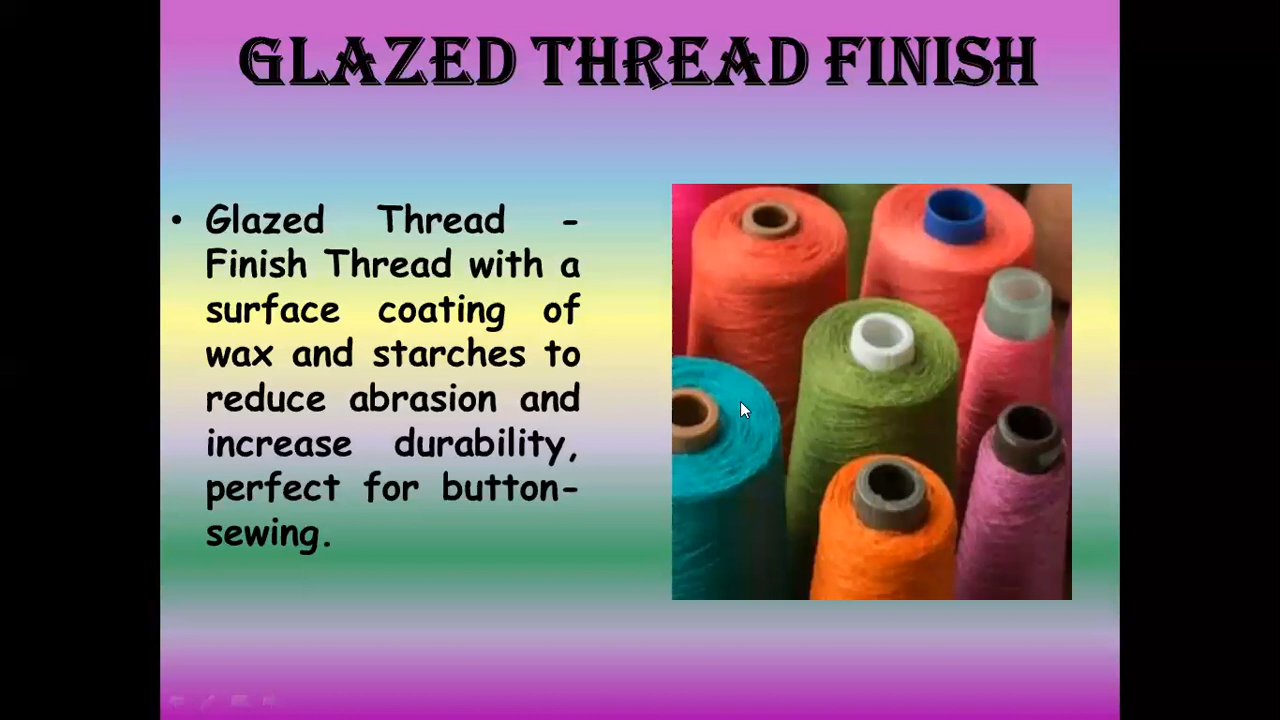 GLAZED THREAD FINISH
• Glazed Thread -
Finish Thread with a
surface coating of
wax and starches to
reduce abrasion and
increase durability,
perfect for button-
sewing.